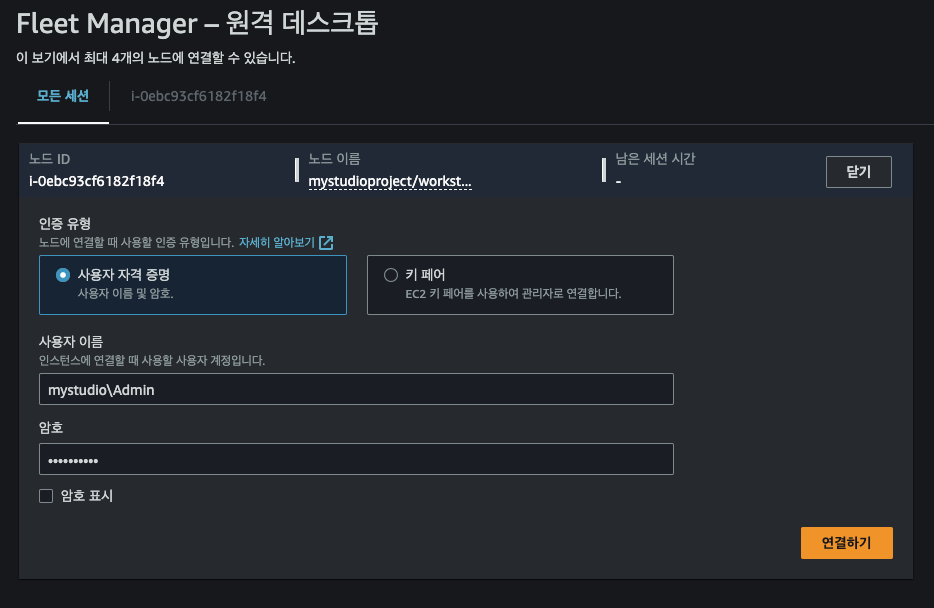 Fleet Manager – 원격 데스크톱
이 보기에서 최대 4개의 노드에 연결할 수 있습니다.
모든 세션
i-0ebc93cf6182f18f4
노드 ID
i-0ebc93cf6182f18f4
노드 이름
mystudioproject/workst...
남은 세션 시간
-
닫기
인증 유형
노드에 연결할 때 사용할 인증 유형입니다. 자세히 알아보기
사용자 자격 증명
사용자 이름 및 암호.
키 페어
EC2 키 페어를 사용하여 관리자로 연결합니다.
사용자 이름
인스턴스에 연결할 때 사용할 사용자 계정입니다.
mystudio\Admin
암호
••••••••••
암호 표시
연결하기